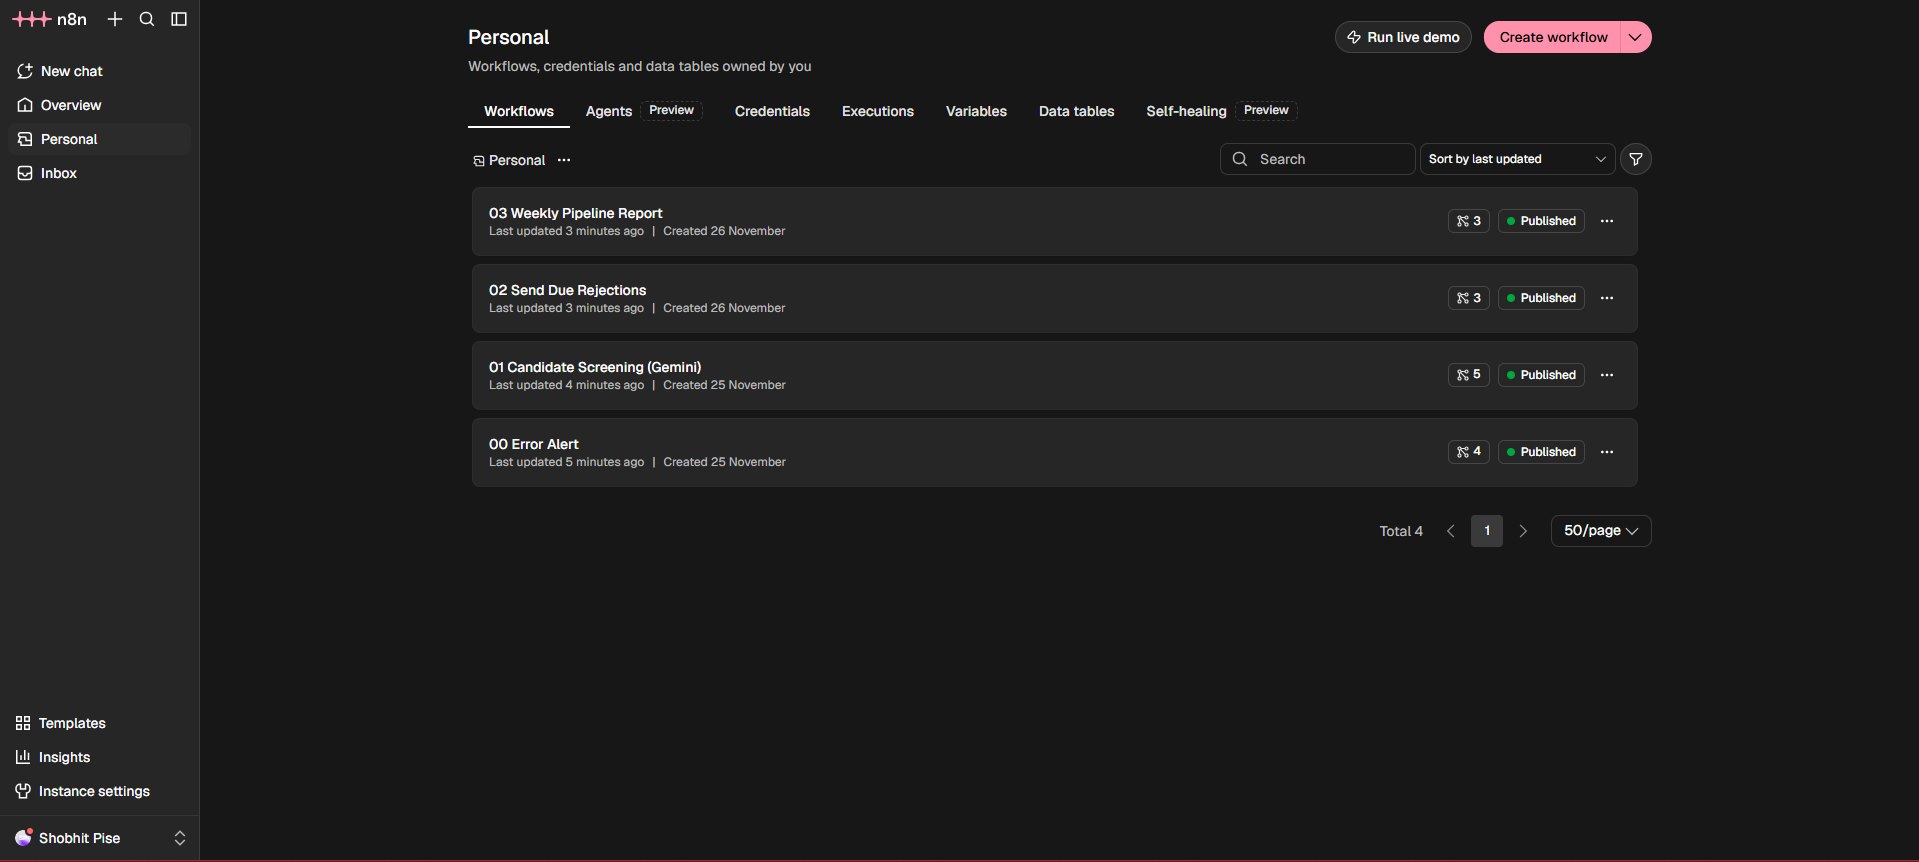 n8n
New chat
Overview
Personal
Inbox
Templates
Insights
Instance settings
Shobhit Pise
Personal
Workflows, credentials and data tables owned by you
Run live demo
Create workflow
Workflows Agents Preview Credentials Executions Variables Data tables Self-healing Preview
Personal
Search
Sort by last updated
03 Weekly Pipeline Report
Last updated 3 minutes ago | Created 26 November
3 Published
02 Send Due Rejections
Last updated 3 minutes ago | Created 26 November
3 Published
01 Candidate Screening (Gemini)
Last updated 4 minutes ago | Created 25 November
5 Published
00 Error Alert
Last updated 5 minutes ago | Created 25 November
4 Published
Total 4
1
50/page